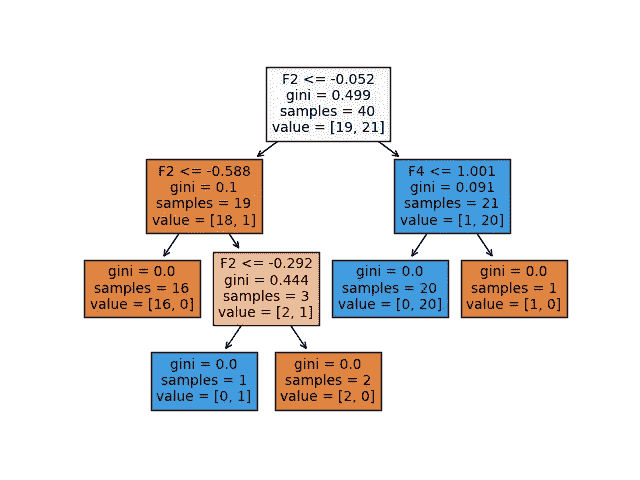 F2 <= -0.052
gini = 0.499
samples = 40
value = [19, 21]
F2 <= -0.588
gini = 0.1
samples = 19
value = [18, 1]
F4 <= 1.001
gini = 0.091
samples = 21
value = [1, 20]
gini = 0.0
samples = 16
value = [16, 0]
F2 <= -0.292
gini = 0.444
samples = 3
value = [2, 1]
gini = 0.0
samples = 20
value = [0, 20]
gini = 0.0
samples = 1
value = [1, 0]
gini = 0.0
samples = 1
value = [0, 1]
gini = 0.0
samples = 2
value = [2, 0]